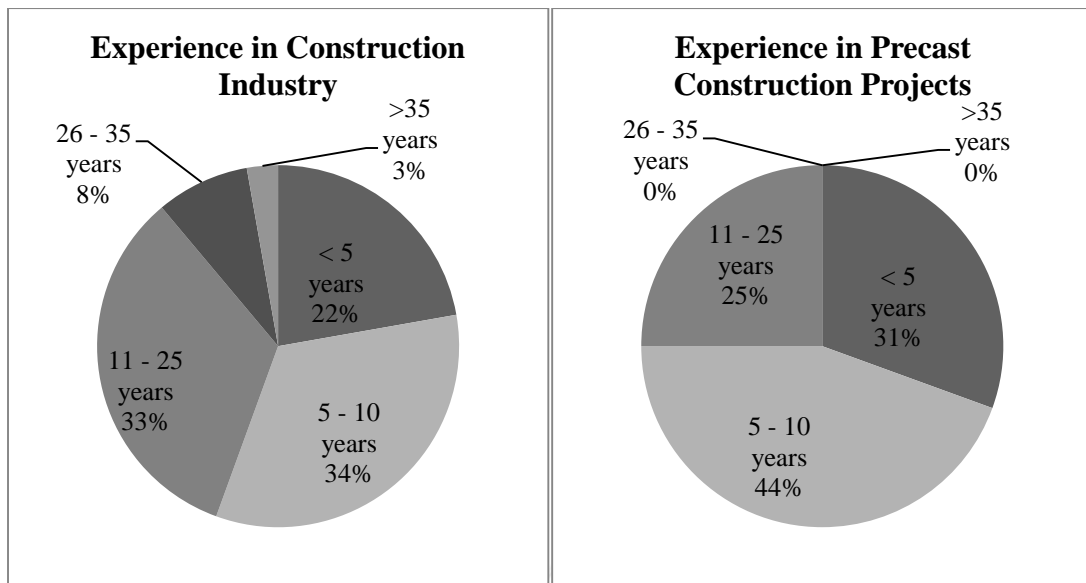 Experience in Construction
Industry
>35
years
3%
26 - 35
years
8%
< 5
years
22%
11 - 25
years
33%
5 - 10
years
34%
Experience in Precast
Construction Projects
26 - 35
years
0%
>35
years
0%
11 - 25
years
25%
< 5
years
31%
5 - 10
years
44%